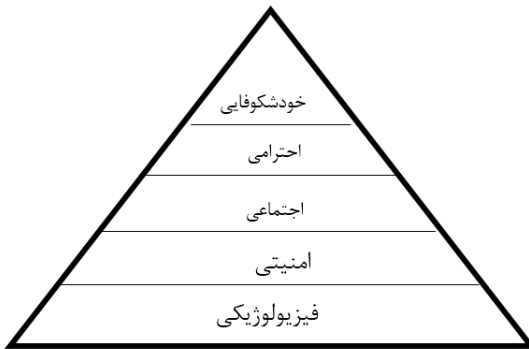 خودشکوفایی
احترامی
اجتماعی
امنیتی
فیزیولوژیکی